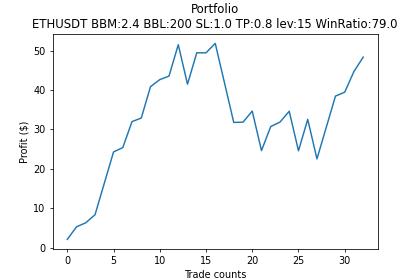 Portfolio
ETHUSDT BBM:2.4 BBL:200 SL:1.0 TP:0.8 lev:15 WinRatio:79.0
50
40
30
20
10
0
Profit ($)
0 5 10 15 20 25 30
Trade counts